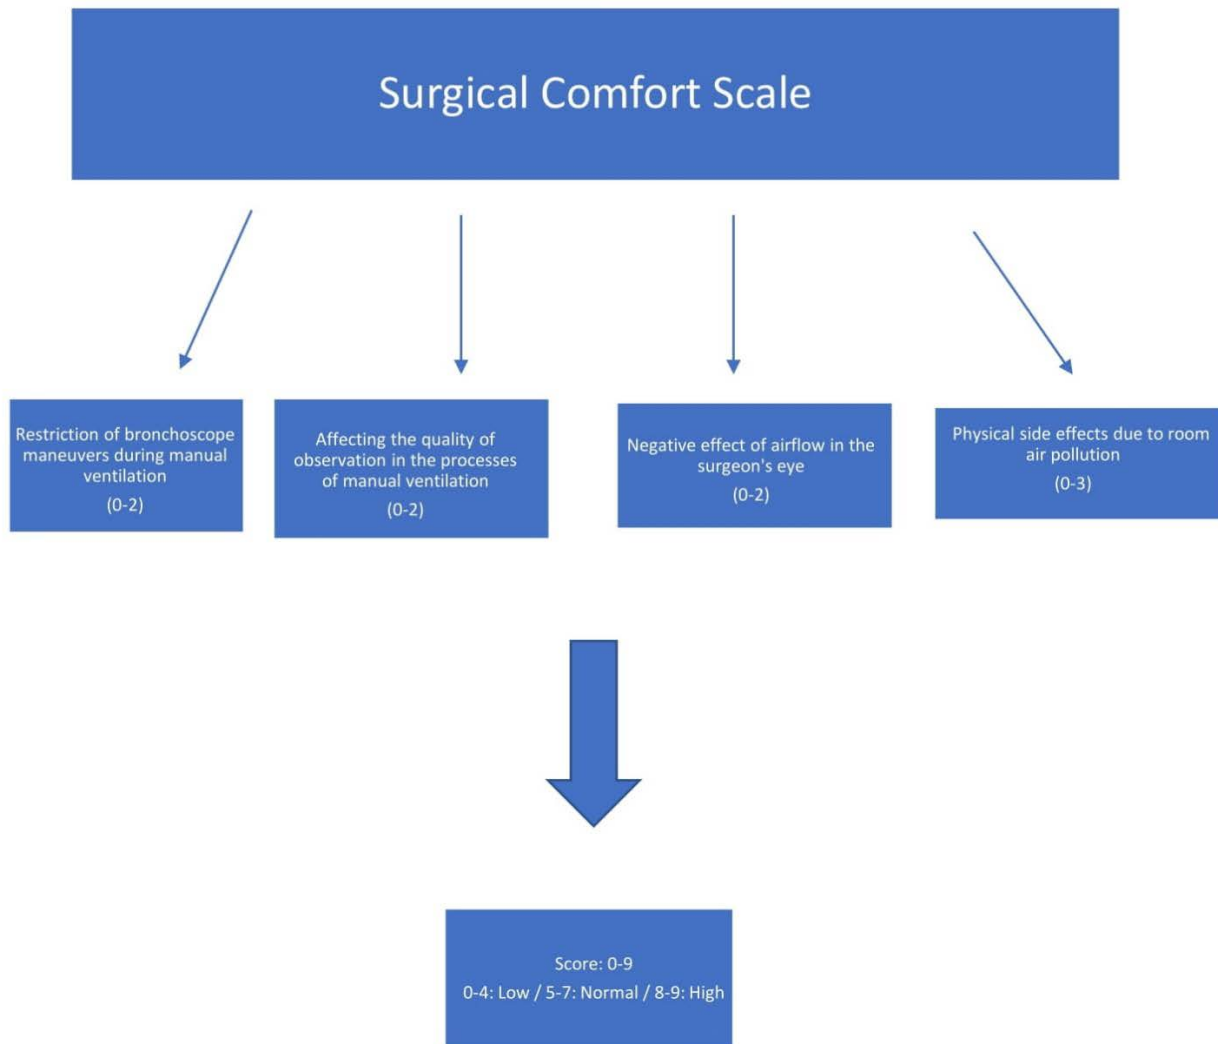 Surgical Comfort Scale
Restriction of bronchoscope
maneuvers during manual
ventilation
(0-2)
Affecting the quality of
observation in the processes
of manual ventilation
(0-2)
Negative effect of airflow in the
surgeon's eye
(0-2)
Physical side effects due to room
air pollution
(0-3)
Score: 0-9
0-4: Low / 5-7: Normal / 8-9: High